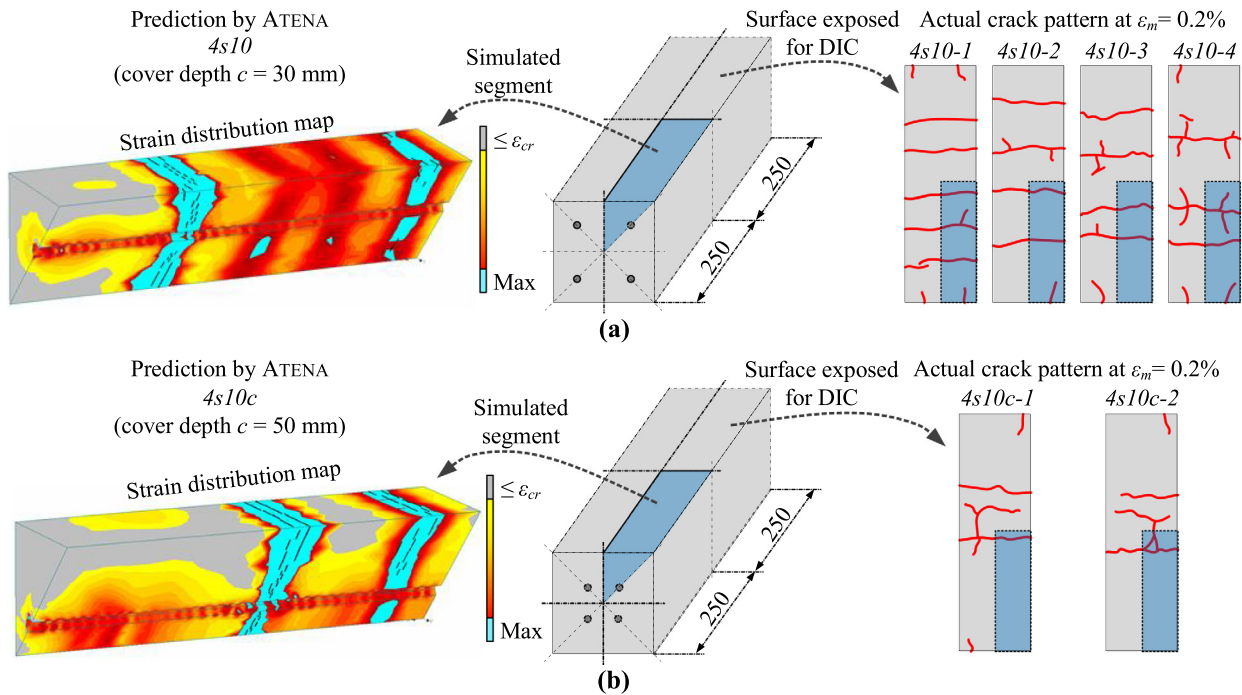 Prediction by ATENA
4s10
(cover depth c = 30 mm)
Strain distribution map
≤ εcr
Max
Simulated
segment
Surface exposed
for DIC
250
250
Actual crack pattern at εm= 0.2%
4s10-1 4s10-2 4s10-3 4s10-4
(a)
Prediction by ATENA
4s10c
(cover depth c = 50 mm)
Strain distribution map
≤ εcr
Max
Simulated
segment
Surface exposed
for DIC
250
250
Actual crack pattern at εm= 0.2%
4s10c-1 4s10c-2
(b)